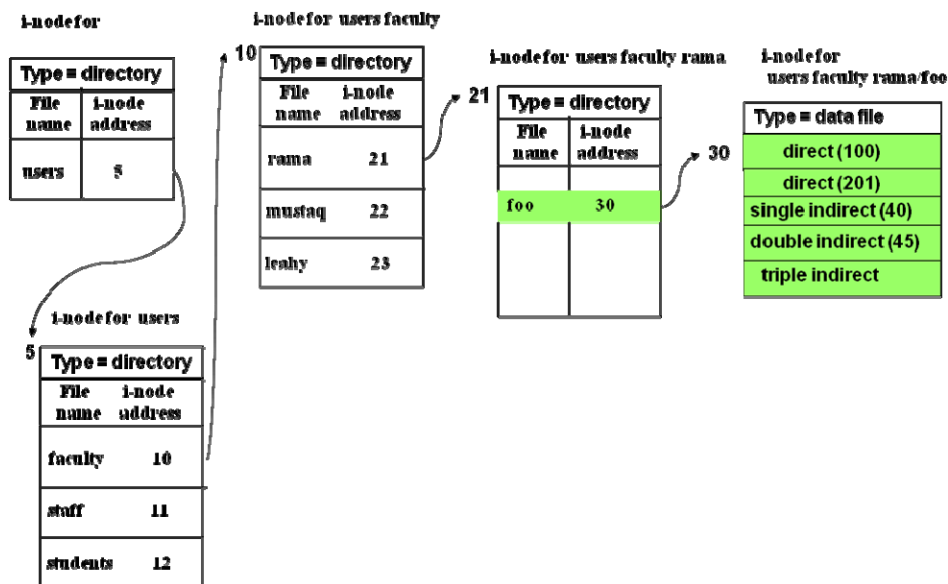 i-node for
Type = directory
File name i-node address
users 5
5
i-node for users
Type = directory
File name i-node address
faculty 10
staff 11
students 12
i-node for users faculty
10
Type = directory
File name i-node address
rama 21
mustaq 22
leahy 23
i-node for users faculty rama
21
Type = directory
File name i-node address
foo 30
i-node for
users faculty rama/foo
30
Type = data file
direct (100)
direct (201)
single indirect (40)
double indirect (45)
triple indirect